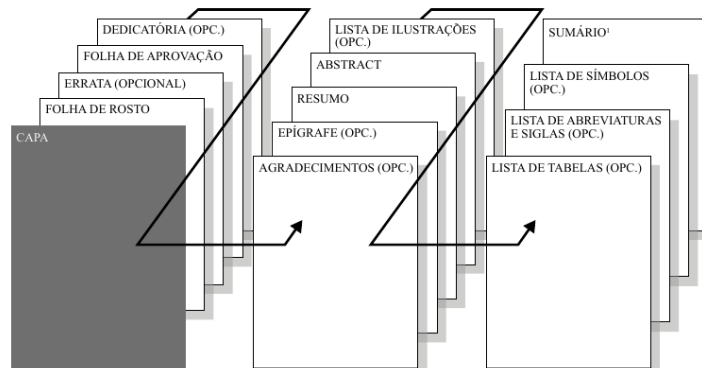 DEDICATÓRIA (OPC.)
FOLHA DE APROVAÇÃO
ERRATA (OPCIONAL)
FOLHA DE ROSTO
CAPA
LISTA DE ILUSTRAÇÕES
(OPC.)
ABSTRACT
RESUMO
EPÍGRAFE (OPC.)
AGRADECIMENTOS (OPC.)
SUMÁRIO¹
LISTA DE SÍMBOLOS
(OPC.)
LISTA DE ABREVIATURAS
E SIGLAS (OPC.)
LISTA DE TABELAS (OPC.)